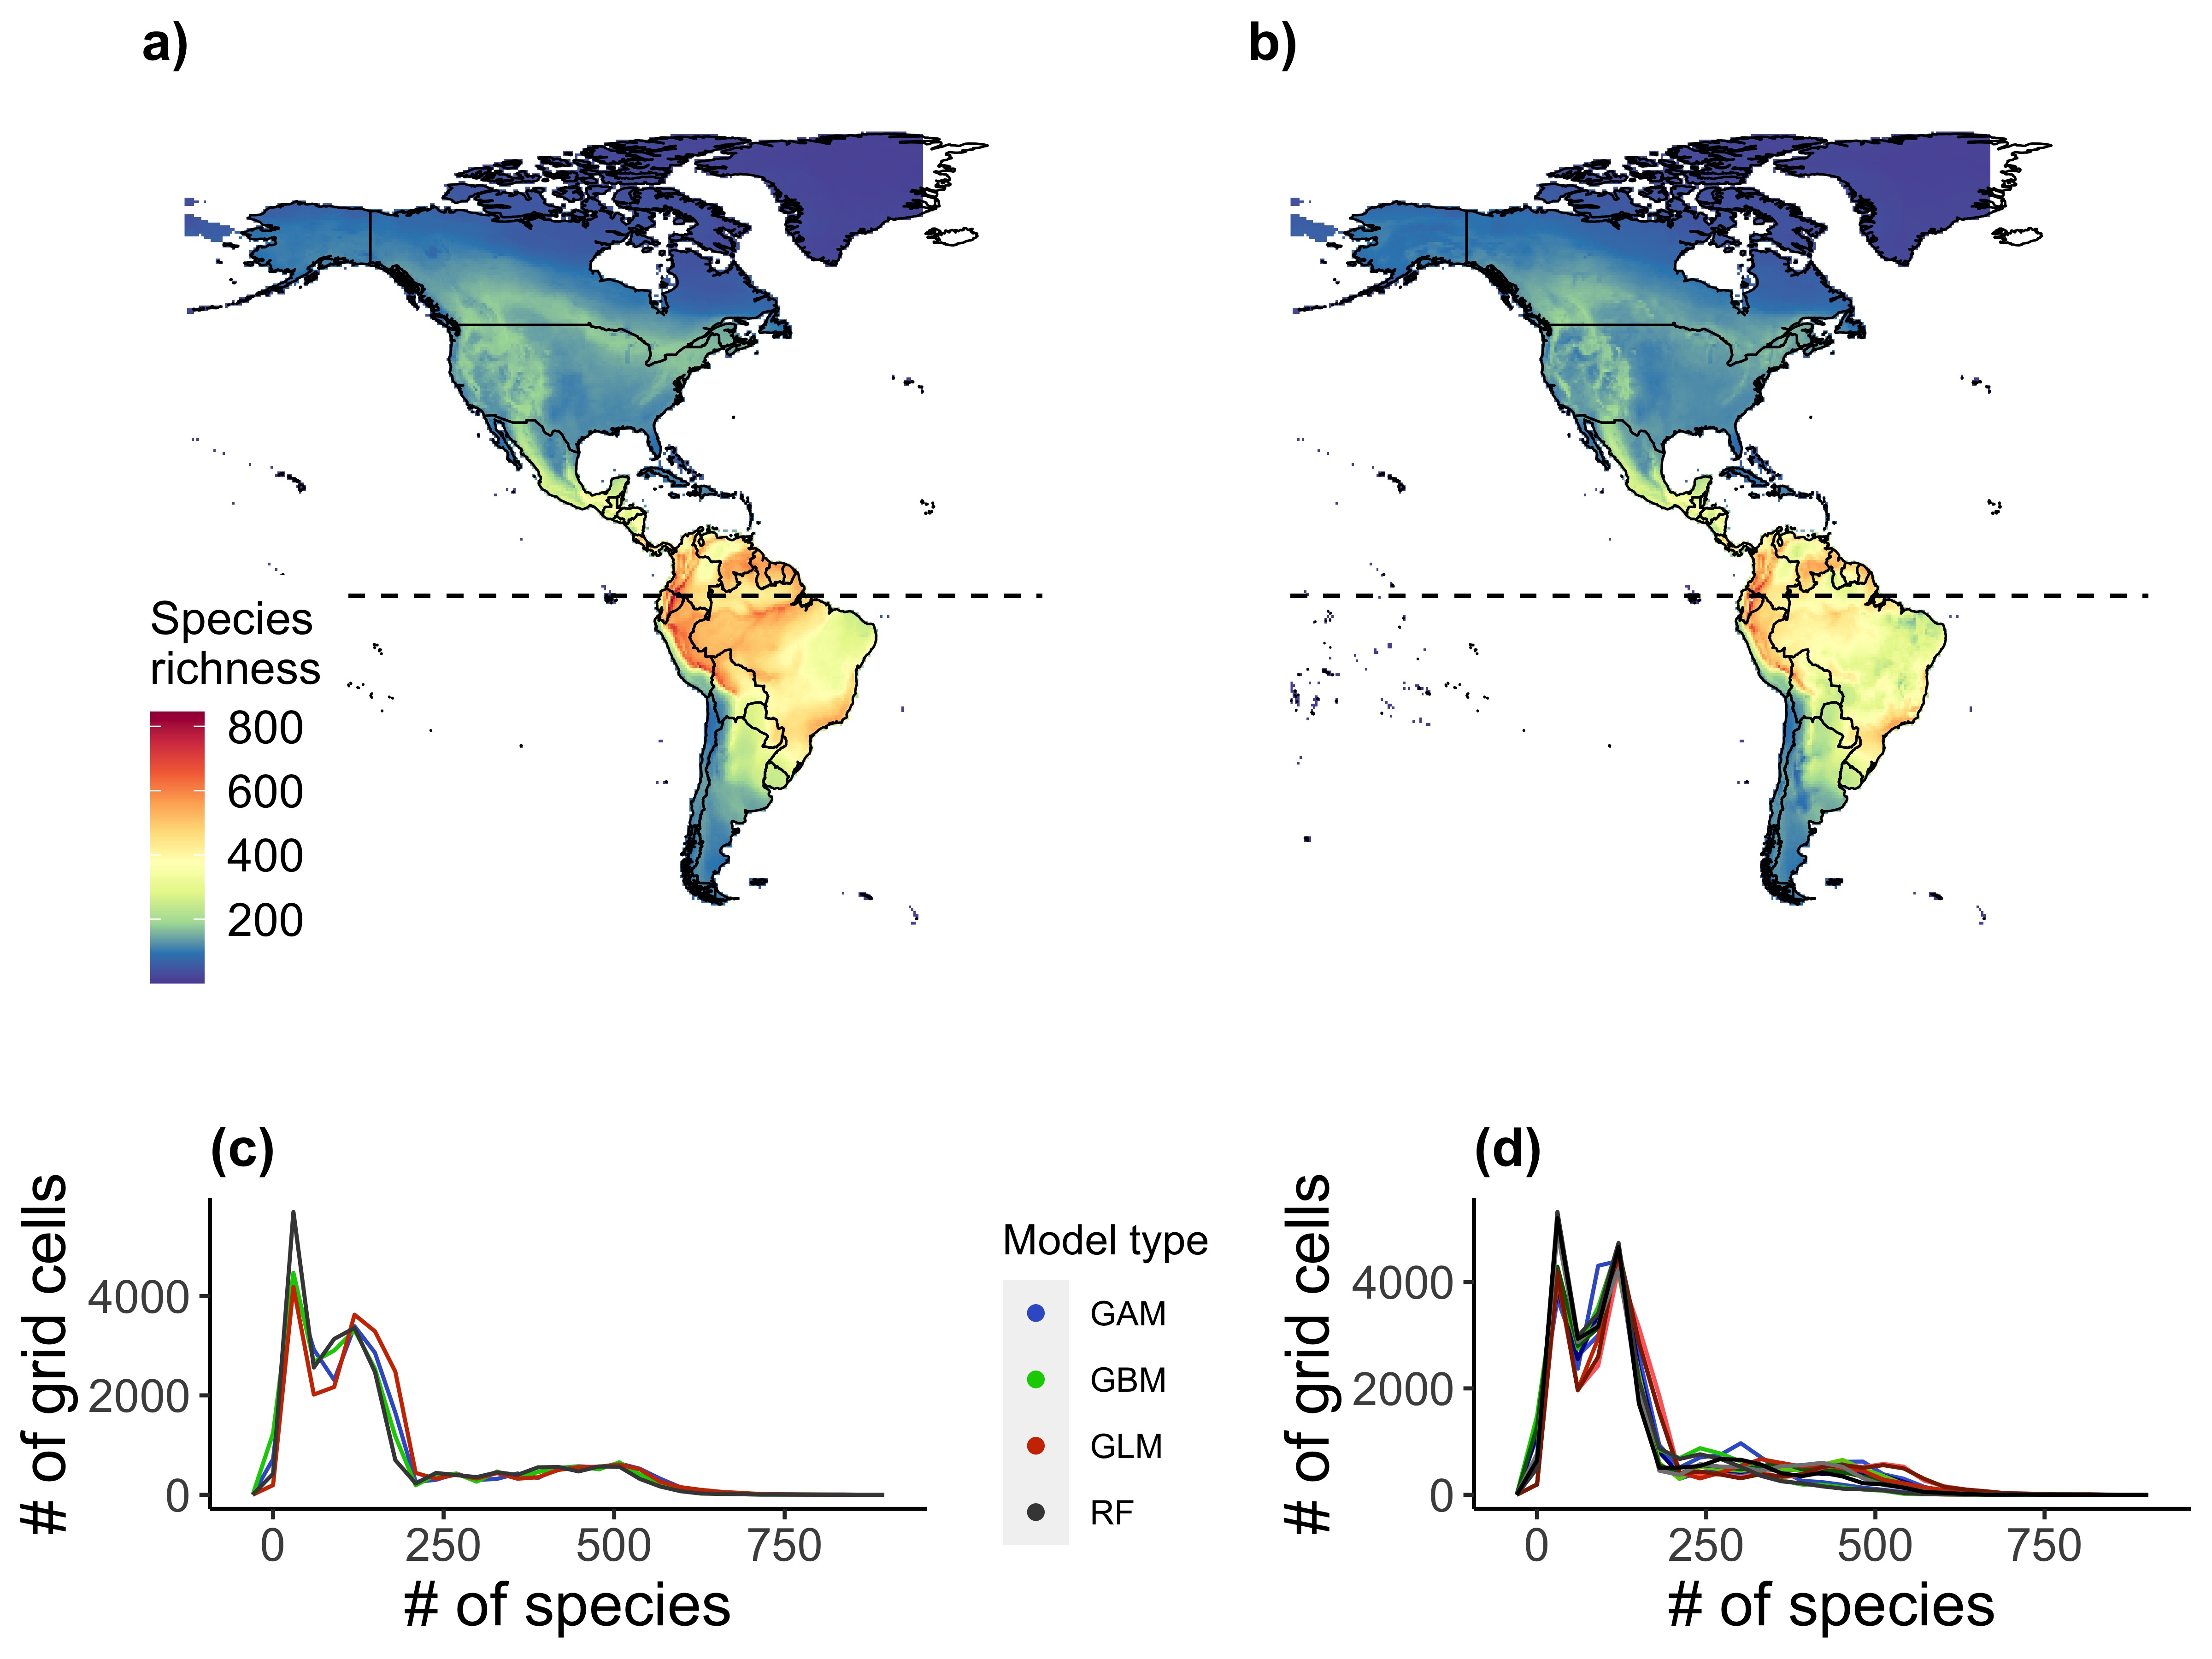 a)
b)
Species
richness
800
600
400
200
(c)
# of grid cells
4000
2000
0
0
250
500
750
# of species
Model type
GAM
GBM
GLM
RF
(d)
# of grid cells
4000
2000
0
0
250
500
750
# of species